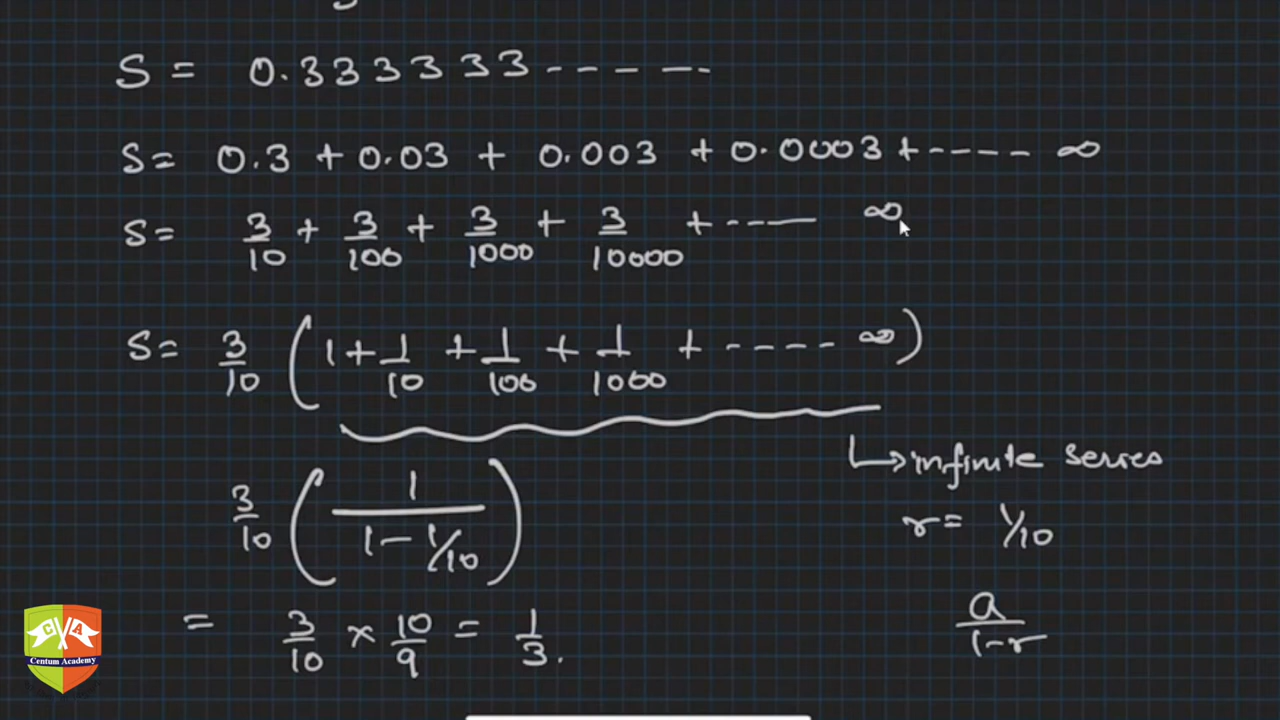 S = 0.333333------
S = 0.3 + 0.03 + 0.003 + 0.0003 + ----- ∞
S = 3/10 + 3/100 + 3/1000 + 3/10000 + ----- ∞
S = 3/10 ( 1 + 1/10 + 1/100 + 1/1000 + ----- ∞ )
↳ infinite series
3/10 ( 1 / (1 - 1/10) )
r = 1/10
= 3/10 × 10/9 = 1/3.
a/(1-r)
C A
Centum Academy